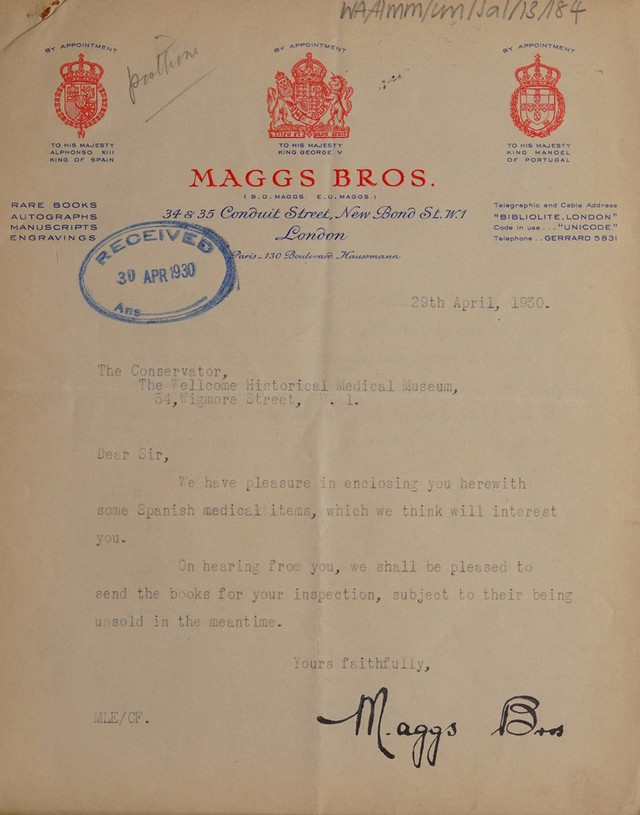 WA/Hmm/cm/Sal/13/184
BY APPOINTMENT
TO HIS MAJESTY
ALPHONSO XIII
KING OF SPAIN
BY APPOINTMENT
TO HIS MAJESTY
KING GEORGE V
BY APPOINTMENT
TO HIS MAJESTY
KING MANOEL
OF PORTUGAL
MAGGS BROS.
(B.D. MAGGS. E.U. MAGGS.)
RARE BOOKS
AUTOGRAPHS
MANUSCRIPTS
ENGRAVINGS
34 & 35 Conduit Street, New Bond St. W.1
London
Paris - 130 Boulevard Haussmann
Telegraphic and Cable Address
"BIBLIOLITE, LONDON"
Code in use ... "UNICODE"
Telephone .. GERRARD 5831
RECEIVED
30 APR 1930
Ans
29th April, 1930.
The Conservator,
The Wellcome Historical Medical Museum,
54, Wigmore Street, W. 1.
Dear Sir,
We have pleasure in enclosing you herewith
some Spanish medical items, which we think will interest
you.
On hearing from you, we shall be pleased to
send the books for your inspection, subject to their being
unsold in the meantime.
Yours faithfully,
MLE/CF.
Maggs Bros